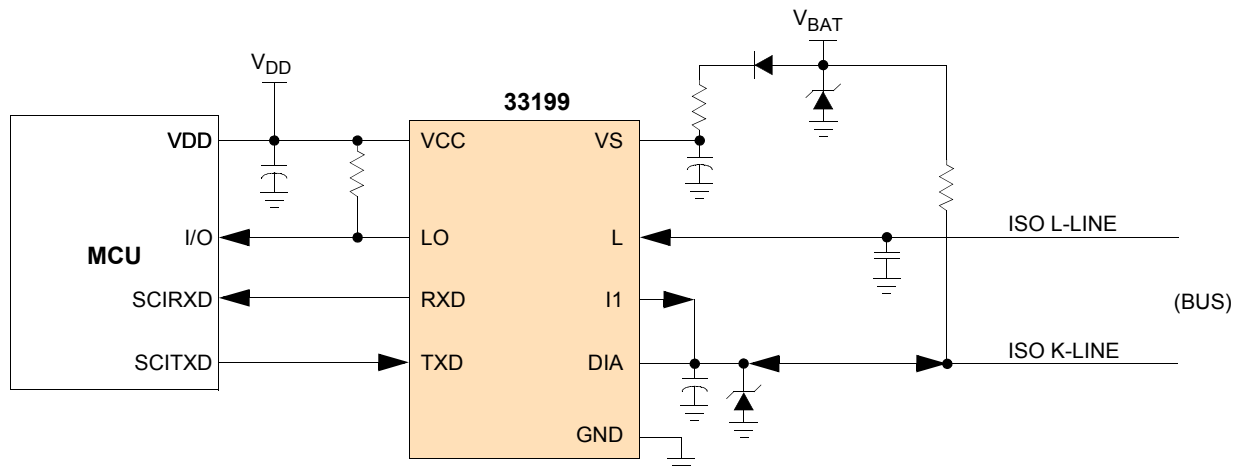 V_BAT
V_DD
33199
VDD
VCC
VS
I/O
LO
L
ISO L-LINE
MCU
SCIRXD
RXD
I1
(BUS)
SCITXD
TXD
DIA
ISO K-LINE
GND